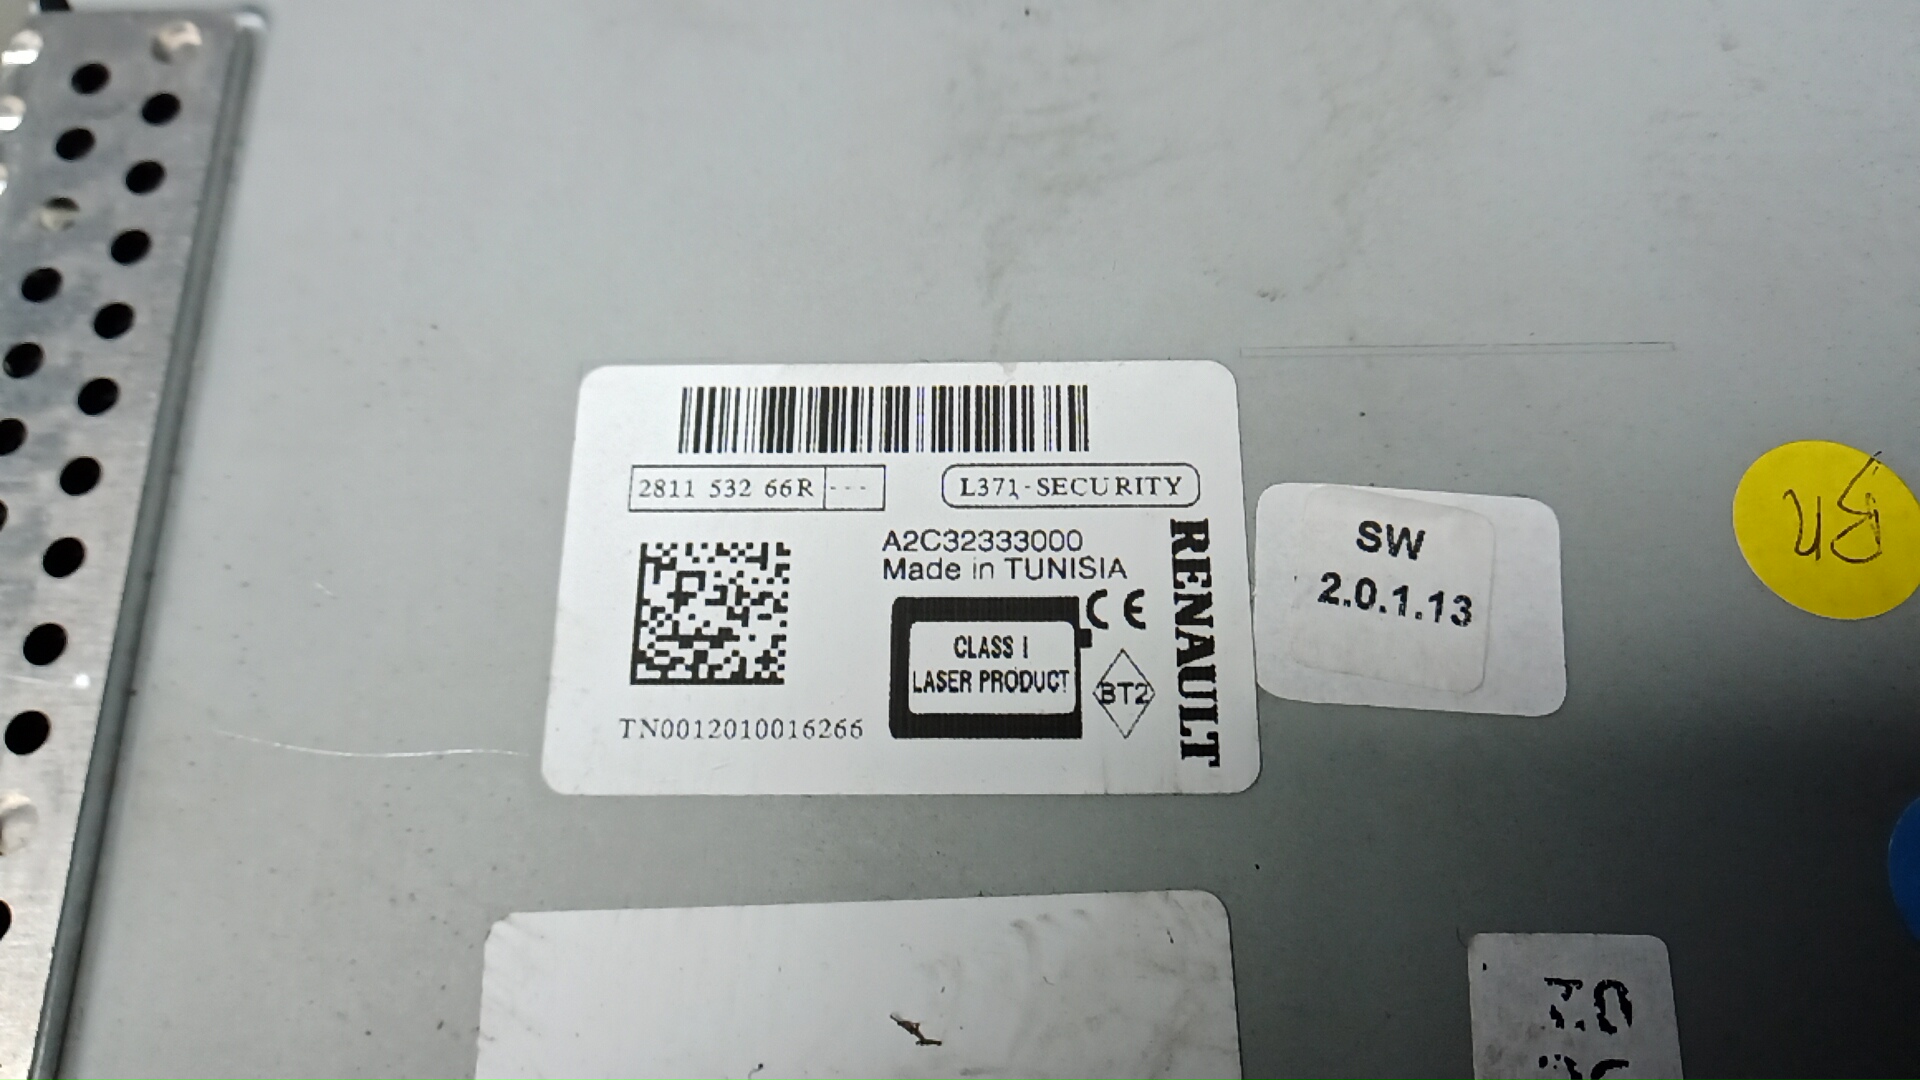 2811 532 66R ---
L371-SECURITY
A2C32333000
Made in TUNISIA
CE
CLASS I
LASER PRODUCT
BT2
TN0012010016266
RENAULT
SW
2.0.1.13